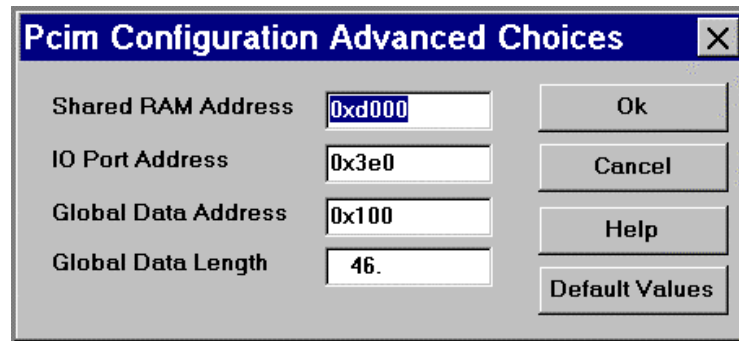 Pcim Configuration Advanced Choices
Shared RAM Address 0xd000 Ok
IO Port Address 0x3e0 Cancel
Global Data Address 0x100 Help
Global Data Length 46. Default Values